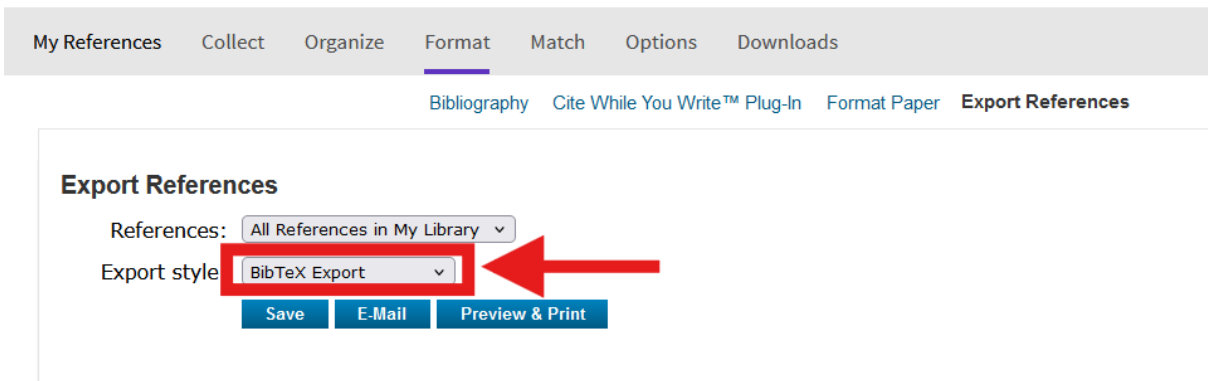 My References Collect Organize Format Match Options Downloads
Bibliography Cite While You Write™ Plug-In Format Paper Export References
Export References
References: All References in My Library
Export style BibTeX Export
Save E-Mail Preview & Print